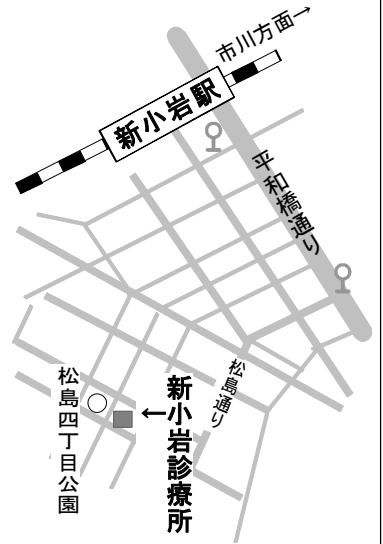 市川方面→
新小岩駅
平和橋通り
松島通り
←新小岩診療所
松島四丁目公園